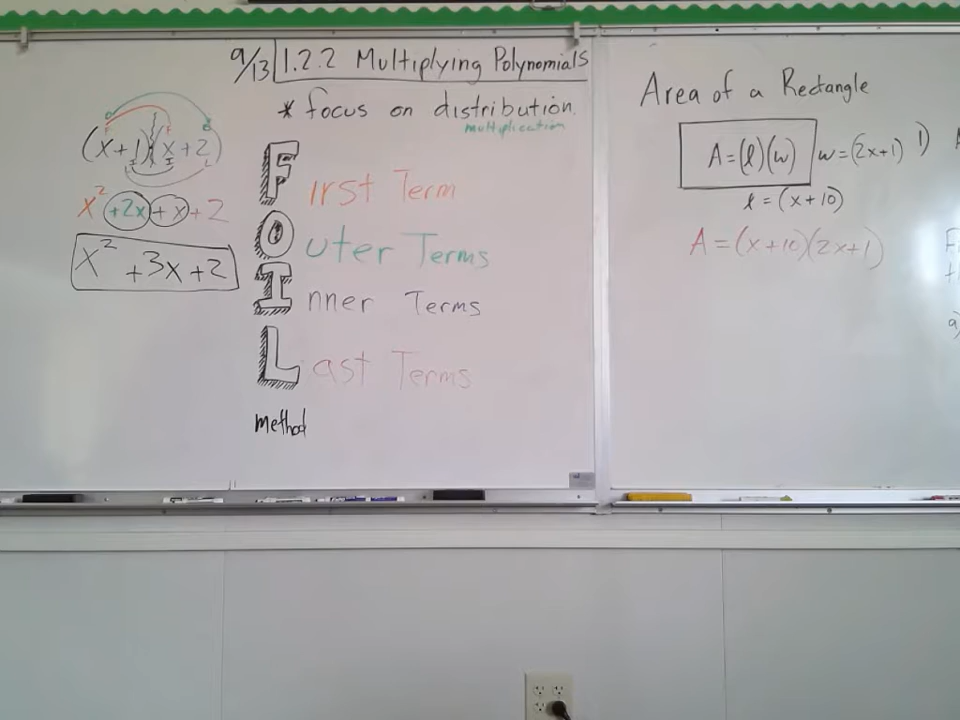 9/13 1.2.2 Multiplying Polynomials
* focus on distribution.
multiplication
O
F F O
(x+1)(x+2)
I I L
x² +2x +x +2
x² +3x +2
First Term
Outer Terms
Inner Terms
Last Terms
method
Area of a Rectangle
A=(l)(w) w=(2x+1) 1)
l = (x+10)
A=(x+10)(2x+1)
a)